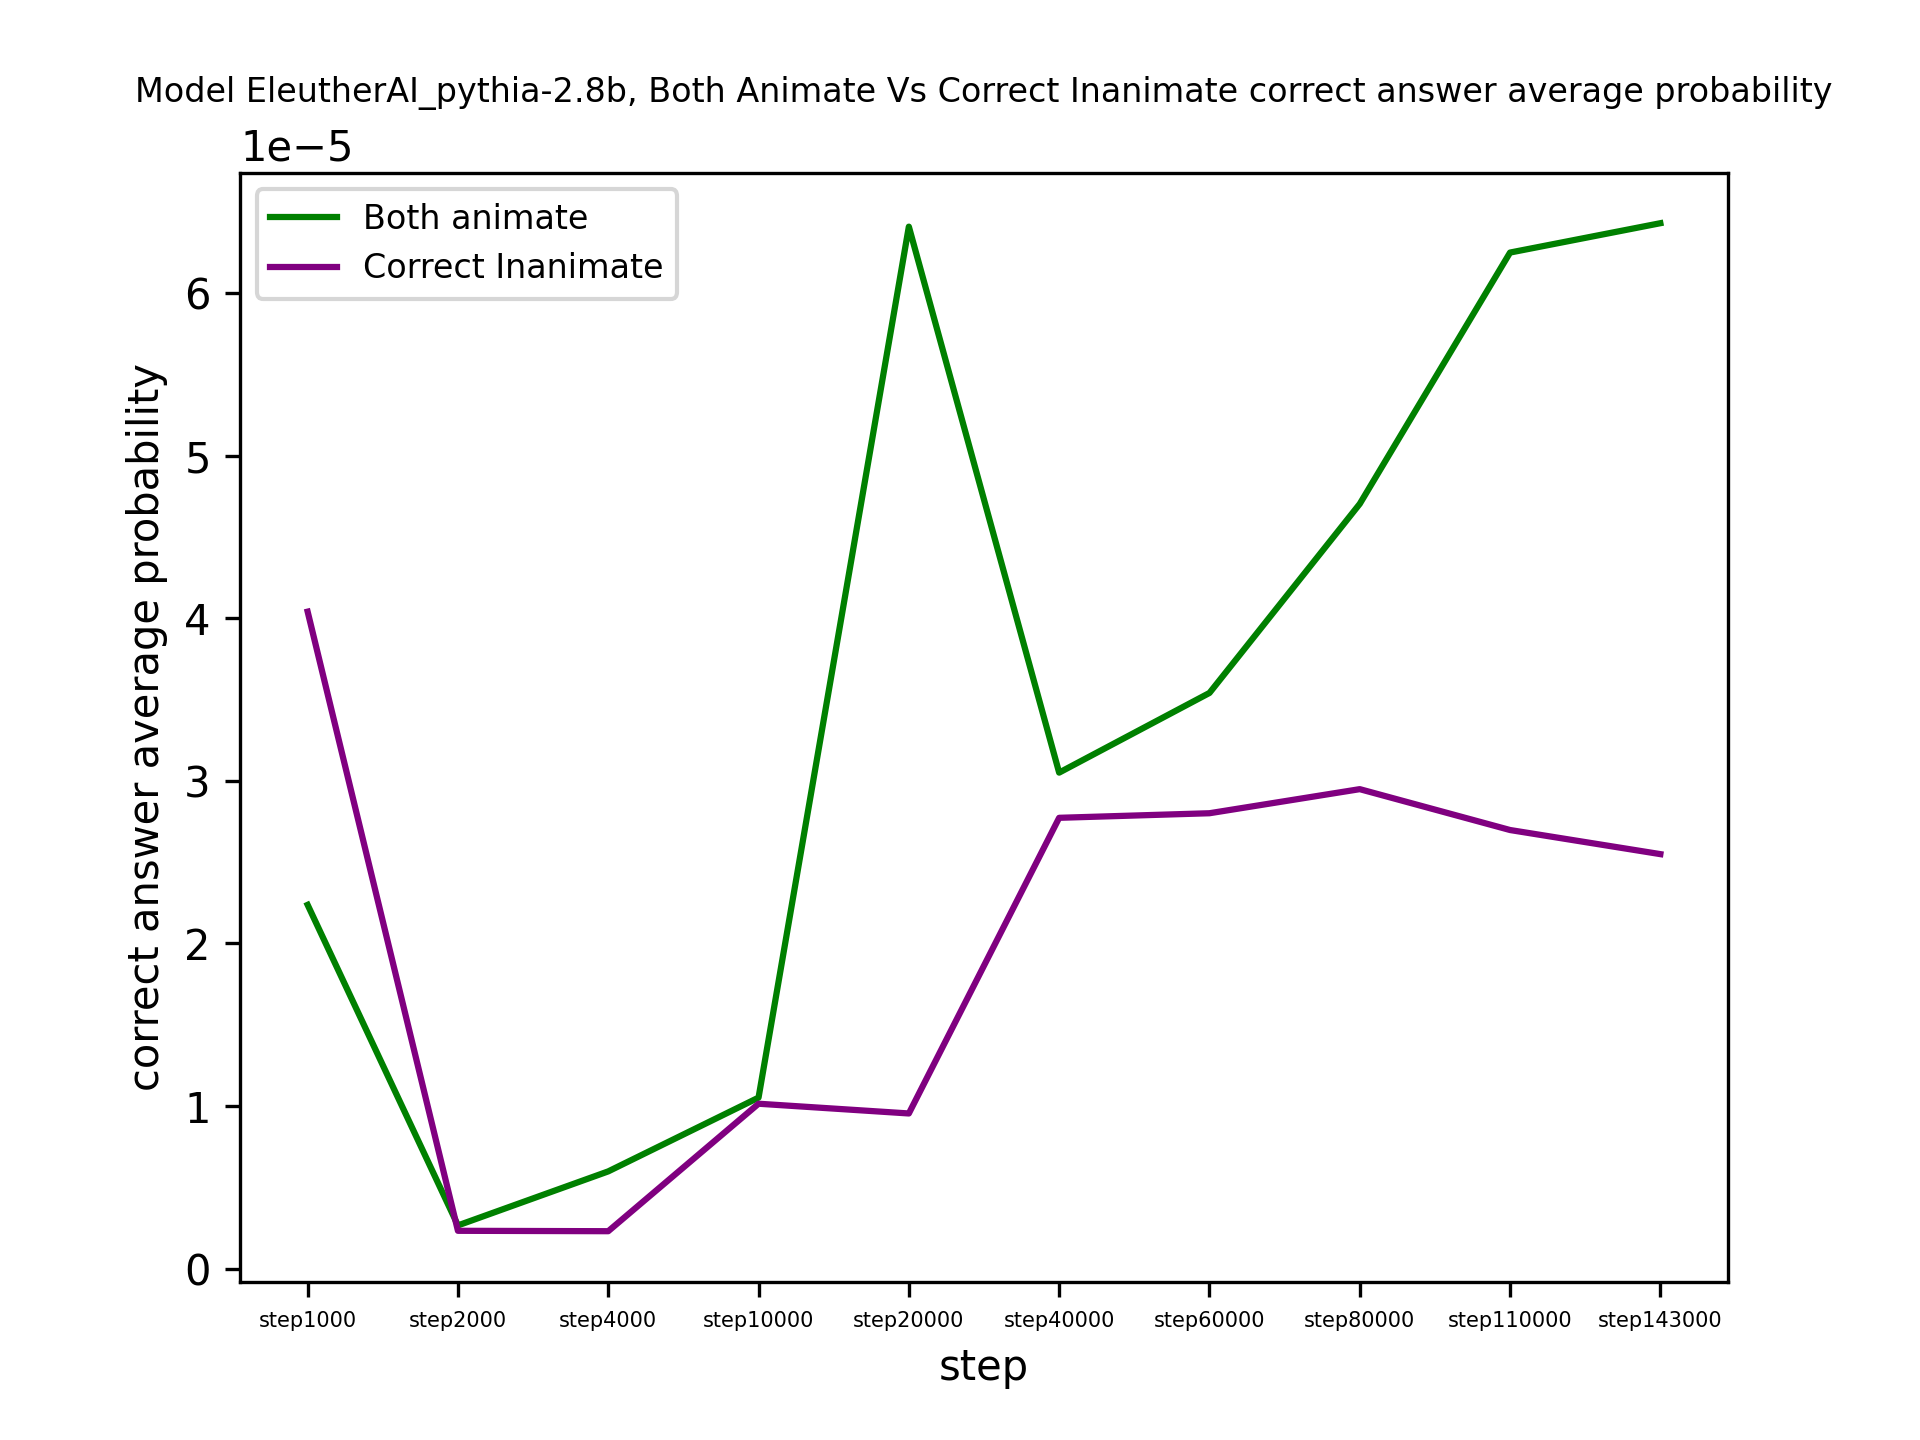 Model EleutherAI_pythia-2.8b, Both Animate Vs Correct Inanimate correct answer average probability
1e−5
Both animate
Correct Inanimate
6
5
4
3
2
1
0
correct answer average probability
step1000 step2000 step4000 step10000 step20000 step40000 step60000 step80000 step110000 step143000
step